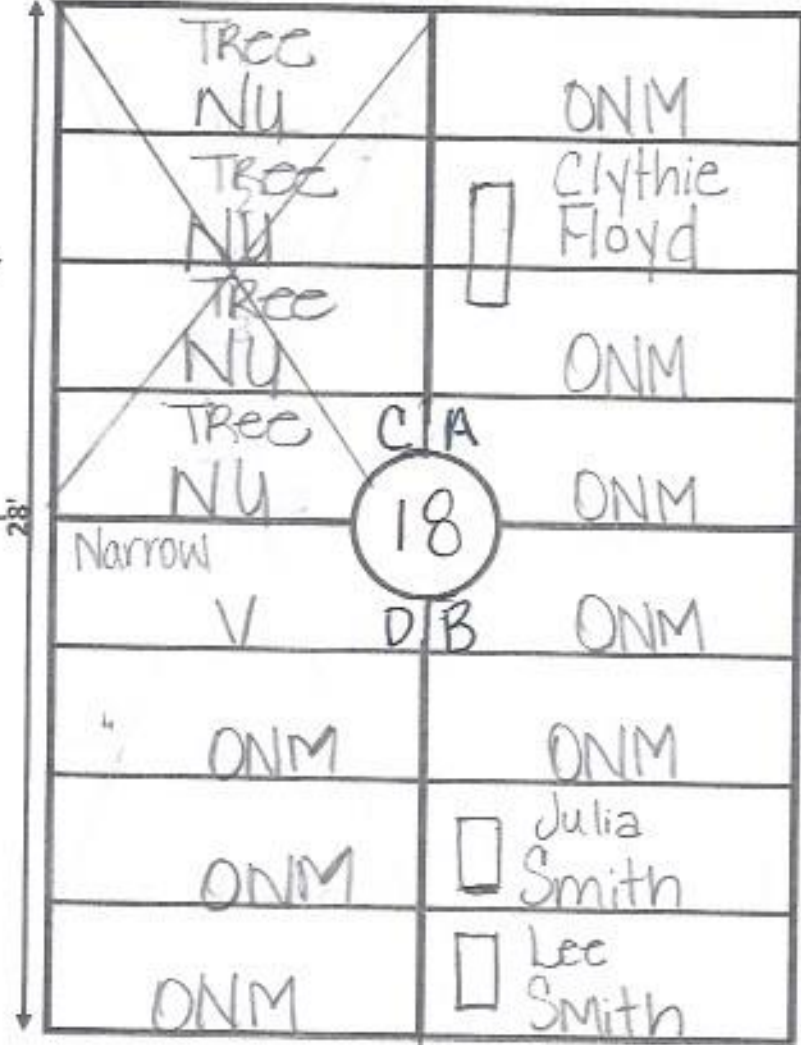 TREE
NU
ONM
TREE
NU
Clythie
Floyd
TREE
NU
ONM
TREE
NU
C A
ONM
28'
18
Narrow
V
D B
ONM
ONM
ONM
ONM
Julia
Smith
ONM
Lee
Smith